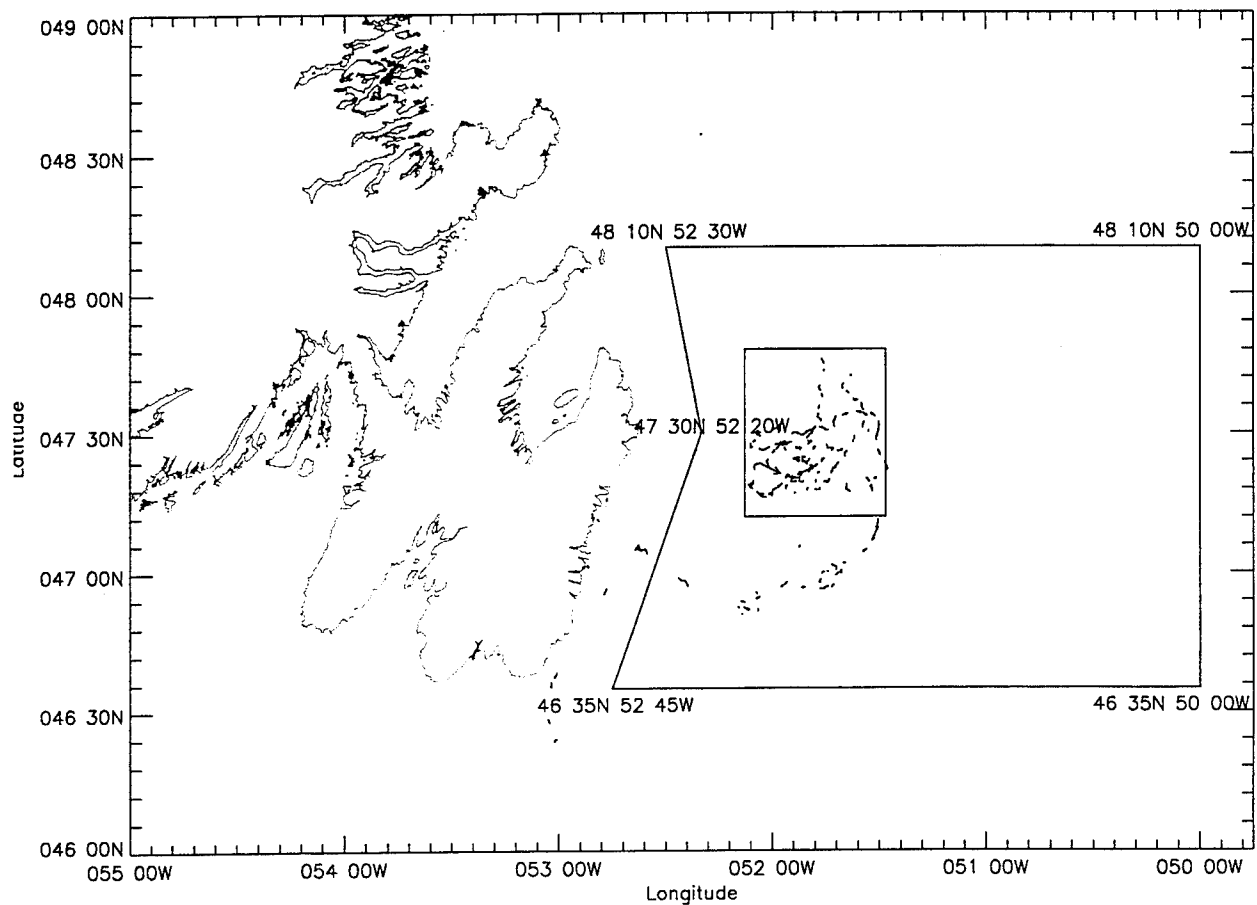 049 00N
048 30N
48 10N 52 30W
48 10N 50 00W
048 00N
Latitude
047 30N
47 30N 52 20W
047 00N
46 35N 52 45W
46 35N 50 00W
046 30N
046 00N
055 00W
054 00W
053 00W
052 00W
051 00W
050 00W
Longitude